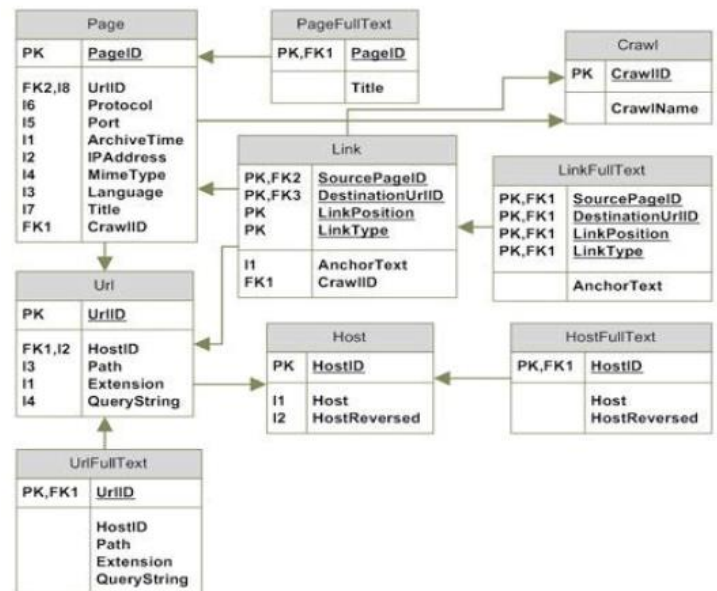 Page
PK PageID
FK2,I8 UrlID
I6 Protocol
I5 Port
I1 ArchiveTime
I2 IPAddress
I4 MimeType
I3 Language
I7 Title
FK1 CrawlID
PageFullText
PK,FK1 PageID
Title
Crawl
PK CrawlID
CrawlName
Link
PK,FK2 SourcePageID
PK,FK3 DestinationUrlID
PK LinkPosition
PK LinkType
I1 AnchorText
FK1 CrawlID
LinkFullText
PK,FK1 SourcePageID
PK,FK1 DestinationUrlID
PK,FK1 LinkPosition
PK,FK1 LinkType
AnchorText
Url
PK UrlID
FK1,I2 HostID
I3 Path
I1 Extension
I4 QueryString
Host
PK HostID
I1 Host
I2 HostReversed
HostFullText
PK,FK1 HostID
Host
HostReversed
UrlFullText
PK,FK1 UrlID
HostID
Path
Extension
QueryString